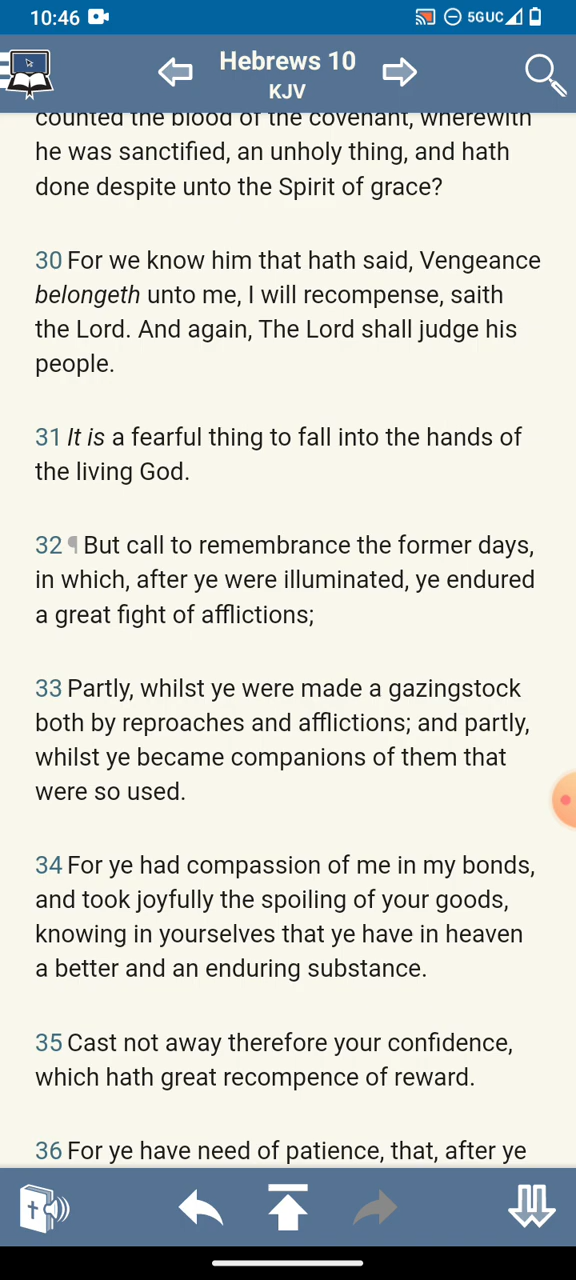 10:46
5GUC
Hebrews 10
KJV
counted the blood of the covenant, wherewith
he was sanctified, an unholy thing, and hath
done despite unto the Spirit of grace?
30 For we know him that hath said, Vengeance
belongeth unto me, I will recompense, saith
the Lord. And again, The Lord shall judge his
people.
31 It is a fearful thing to fall into the hands of
the living God.
32 ¶ But call to remembrance the former days,
in which, after ye were illuminated, ye endured
a great fight of afflictions;
33 Partly, whilst ye were made a gazingstock
both by reproaches and afflictions; and partly,
whilst ye became companions of them that
were so used.
34 For ye had compassion of me in my bonds,
and took joyfully the spoiling of your goods,
knowing in yourselves that ye have in heaven
a better and an enduring substance.
35 Cast not away therefore your confidence,
which hath great recompence of reward.
36 For ye have need of patience, that, after ye